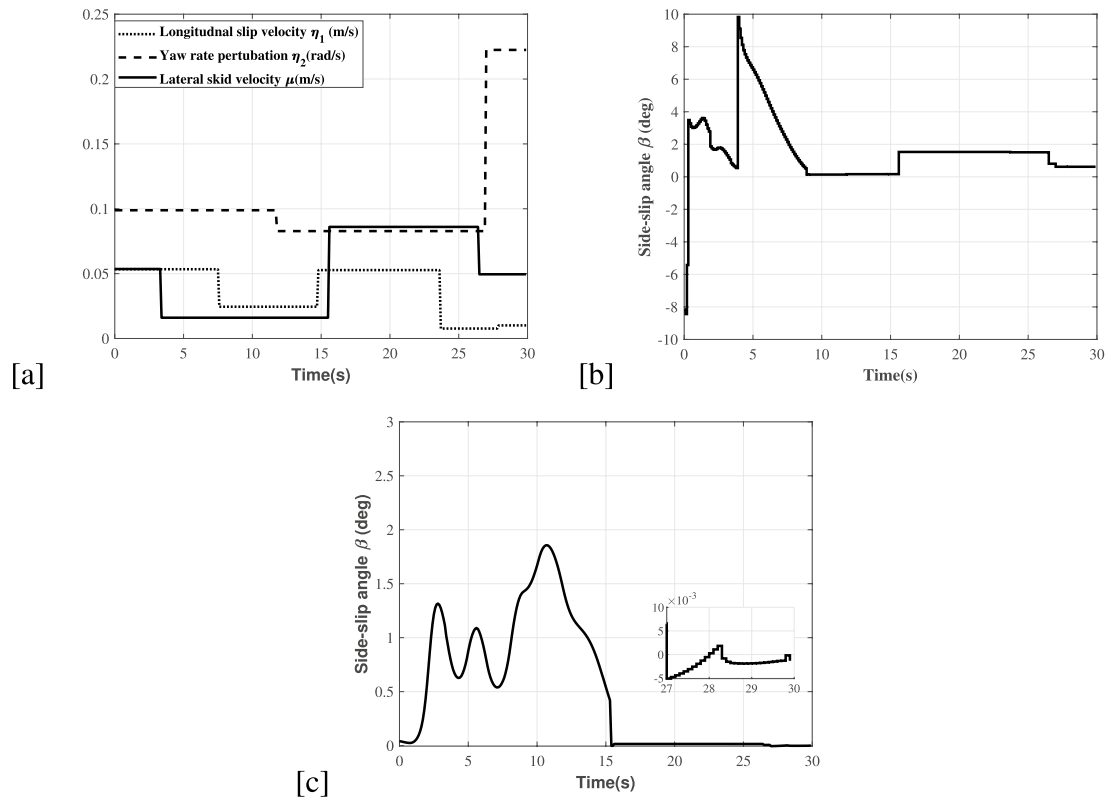 0.25
Longitudnal slip velocity η1 (m/s)
Yaw rate pertubation η2(rad/s)
Lateral skid velocity μ(m/s)
0.2
0.15
0.1
0.05
0
0 5 10 15 20 25 30
Time(s)
[a]
10
8
6
4
2
0
-2
-4
-6
-8
-10
Side-slip angle β (deg)
0 5 10 15 20 25 30
Time(s)
[b]
3
2.5
2
1.5
1
0.5
0
Side-slip angle β (deg)
×10-3
10
5
0
-5
27 28 29 30
0 5 10 15 20 25 30
Time(s)
[c]